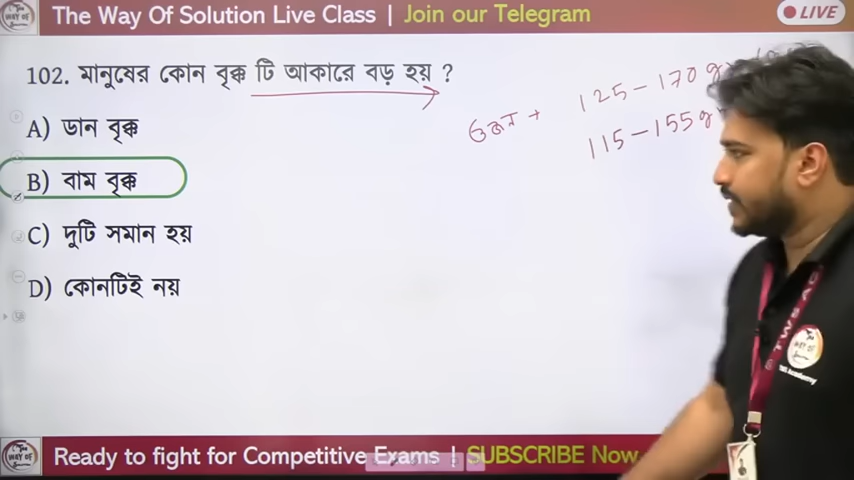 The Way Of Solution Live Class | Join our Telegram
LIVE
102. মানুষের কোন বৃক্ক টি আকারে বড় হয় ?
ওজন → 125-170 g
115-155 g
A) ডান বৃক্ক
B) বাম বৃক্ক
C) দুটি সমান হয়
D) কোনটিই নয়
Ready to fight for Competitive Exams | SUBSCRIBE Now